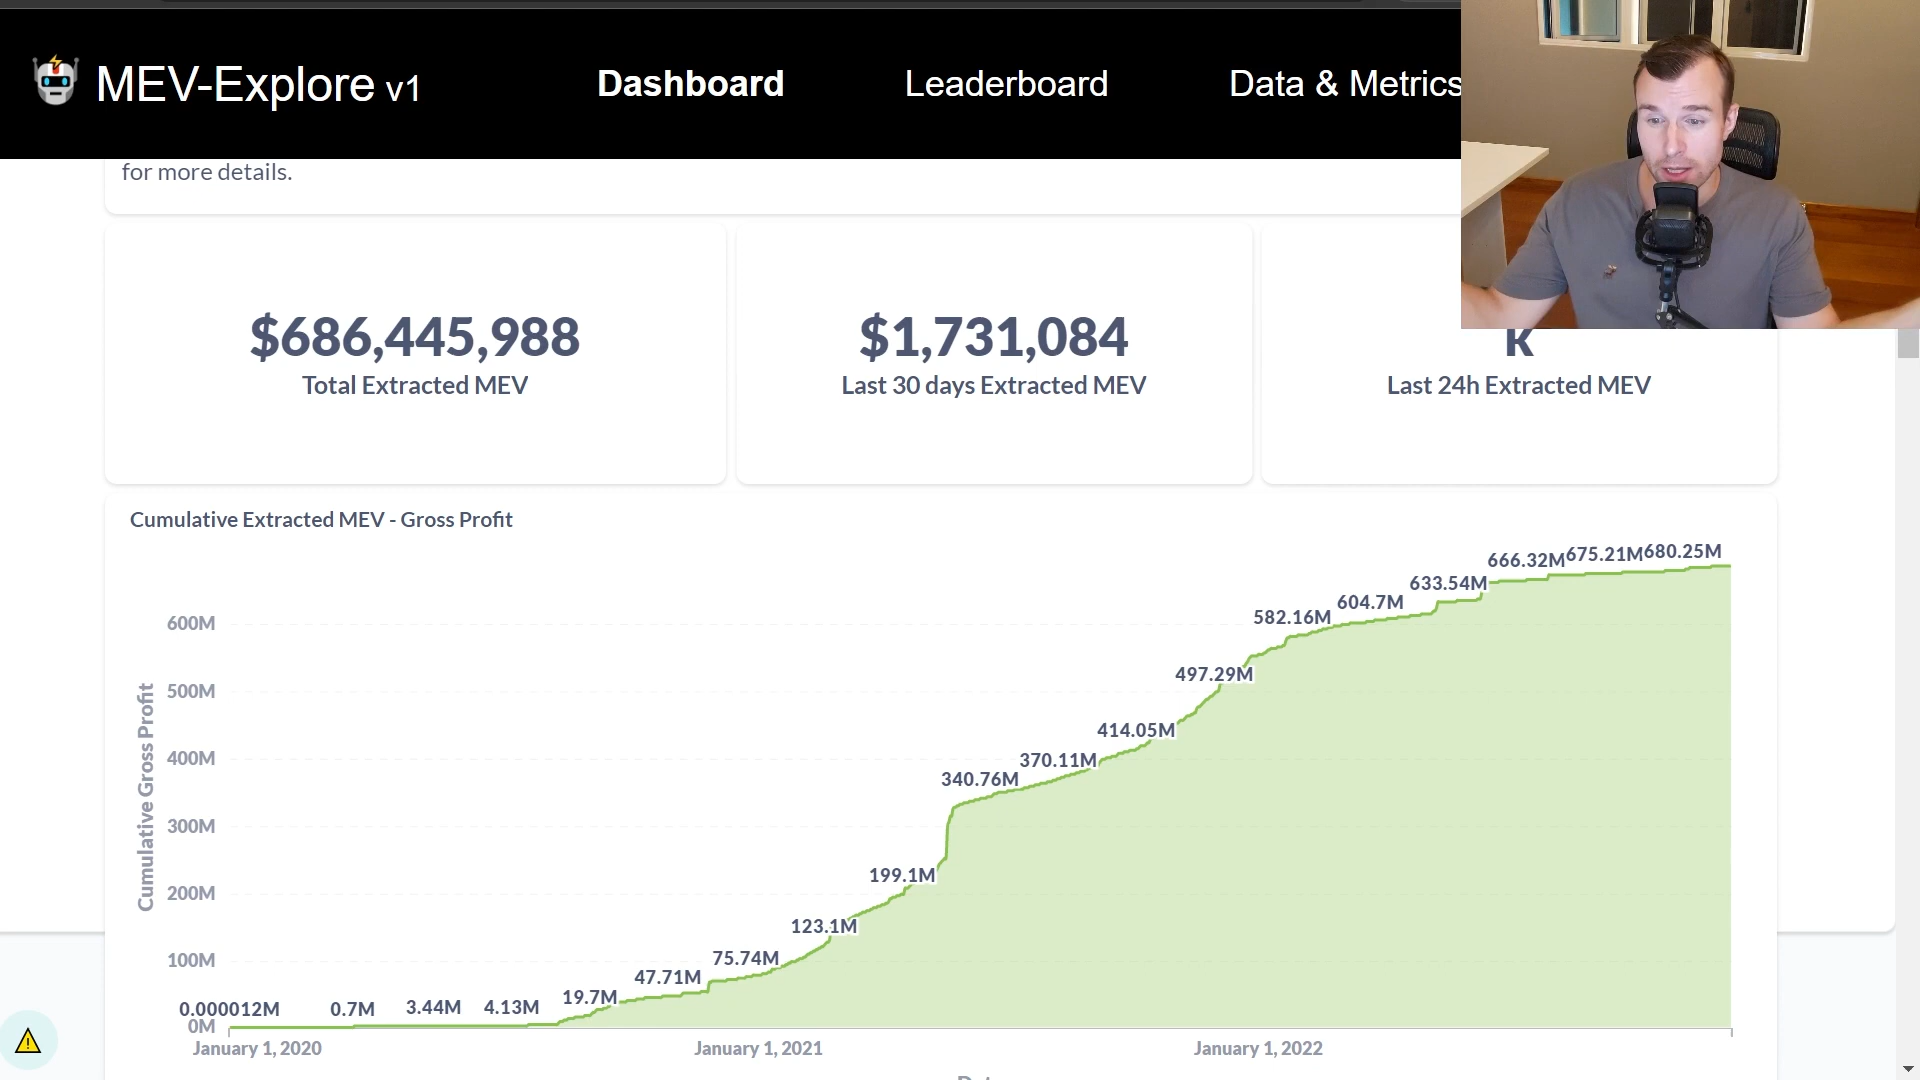 MEV-Explore v1
Dashboard
Leaderboard
Data & Metrics
for more details.
$686,445,988
Total Extracted MEV
$1,731,084
Last 30 days Extracted MEV
K
Last 24h Extracted MEV
Cumulative Extracted MEV - Gross Profit
Cumulative Gross Profit
600M
500M
400M
300M
200M
100M
0M
0.000012M
0.7M
3.44M
4.13M
19.7M
47.71M
75.74M
123.1M
199.1M
340.76M
370.11M
414.05M
497.29M
582.16M
604.7M
633.54M
666.32M
675.21M
680.25M
January 1, 2020
January 1, 2021
January 1, 2022